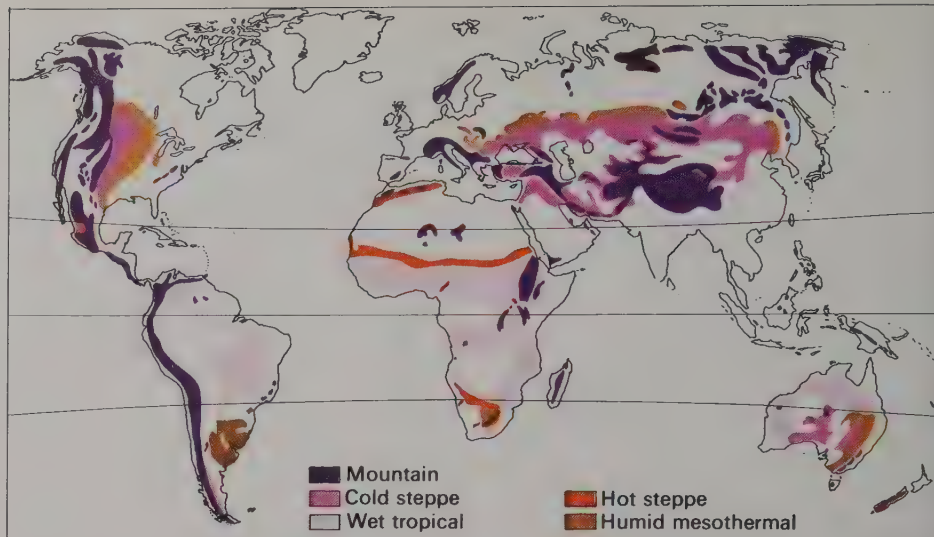 Mountain
Cold steppe
Wet tropical
Hot steppe
Humid mesothermal